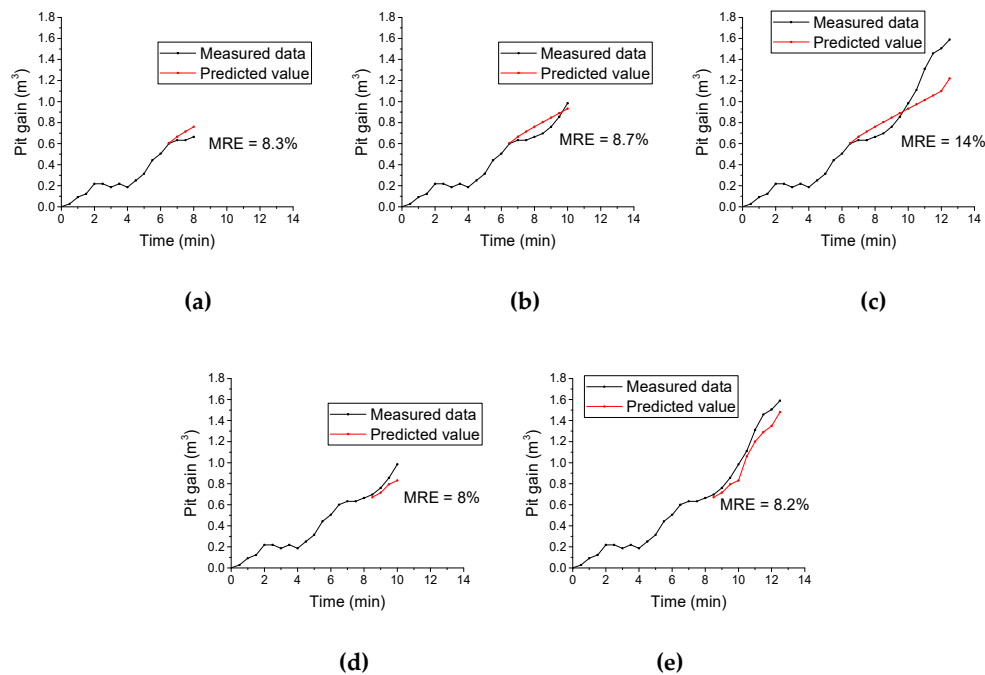 1.8
1.6
1.4
1.2
1.0
0.8
0.6
0.4
0.2
0.0
Pit gain (m³)
Measured data
Predicted value
MRE = 8.3%
0 2 4 6 8 10 12 14
Time (min)
(a)
1.8
1.6
1.4
1.2
1.0
0.8
0.6
0.4
0.2
0.0
Pit gain (m³)
Measured data
Predicted value
MRE = 8.7%
0 2 4 6 8 10 12 14
Time (min)
(b)
1.8
1.6
1.4
1.2
1.0
0.8
0.6
0.4
0.2
0.0
Pit gain (m³)
Measured data
Predicted value
MRE = 14%
0 2 4 6 8 10 12 14
Time (min)
(c)
1.8
1.6
1.4
1.2
1.0
0.8
0.6
0.4
0.2
0.0
Pit gain (m³)
Measured data
Predicted value
MRE = 8%
0 2 4 6 8 10 12 14
Time (min)
(d)
1.8
1.6
1.4
1.2
1.0
0.8
0.6
0.4
0.2
0.0
Pit gain (m³)
Measured data
Predicted value
MRE = 8.2%
0 2 4 6 8 10 12 14
Time (min)
(e)